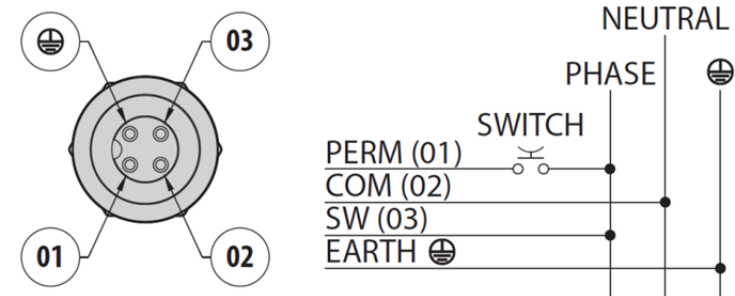 03
01
02
NEUTRAL
PHASE
SWITCH
PERM (01)
COM (02)
SW (03)
EARTH